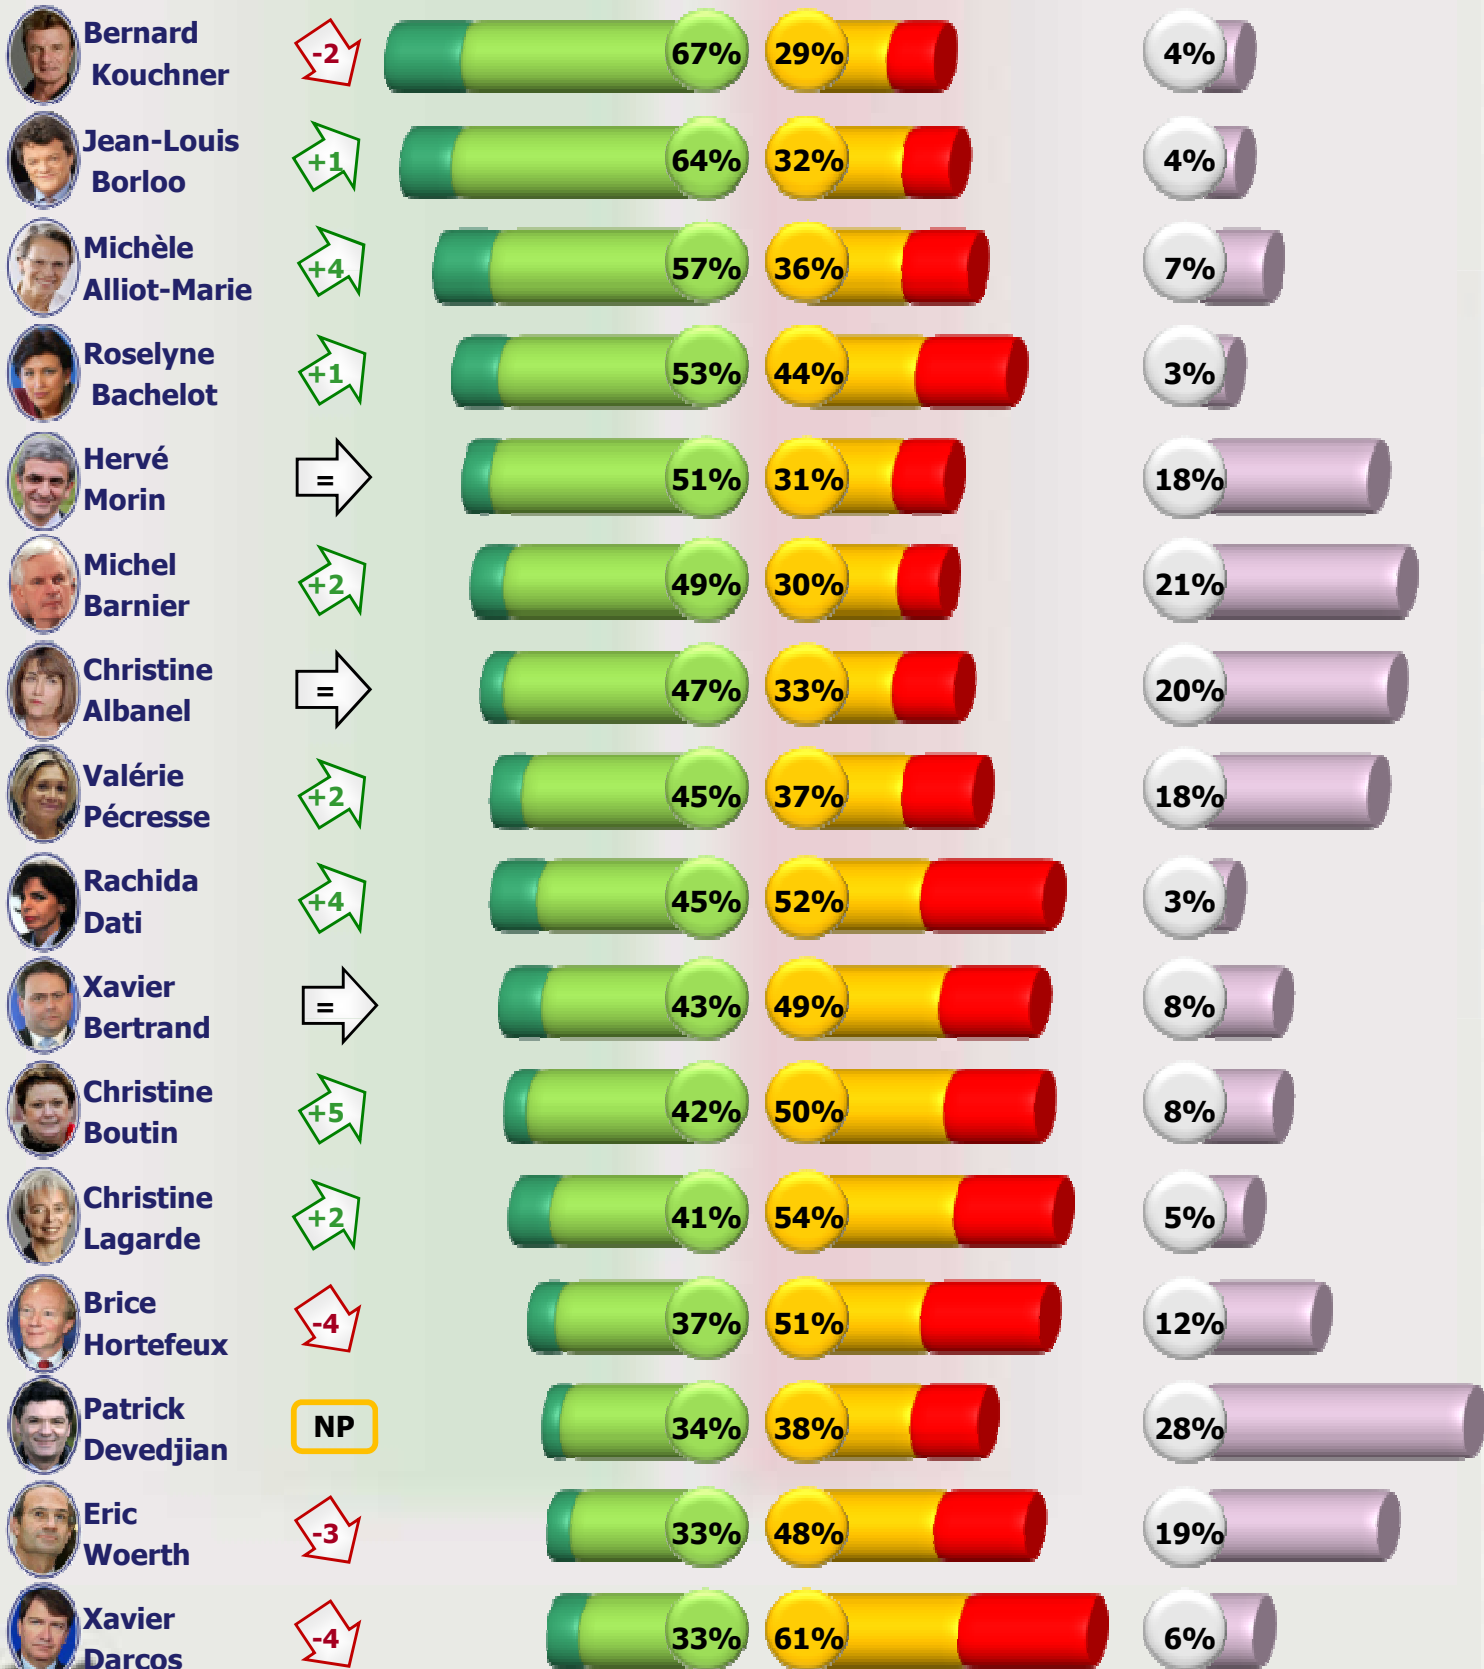 Bernard
Kouchner
-2 67% 29% 4%
Jean-Louis
Borloo
+1 64% 32% 4%
Michèle
Alliot-Marie
+4 57% 36% 7%
Roselyne
Bachelot
+1 53% 44% 3%
Hervé
Morin
= 51% 31% 18%
Michel
Barnier
+2 49% 30% 21%
Christine
Albanel
= 47% 33% 20%
Valérie
Pécresse
+2 45% 37% 18%
Rachida
Dati
+4 45% 52% 3%
Xavier
Bertrand
= 43% 49% 8%
Christine
Boutin
+5 42% 50% 8%
Christine
Lagarde
+2 41% 54% 5%
Brice
Hortefeux
-4 37% 51% 12%
Patrick
Devedjian
NP 34% 38% 28%
Eric
Woerth
-3 33% 48% 19%
Xavier
Darcos
-4 33% 61% 6%